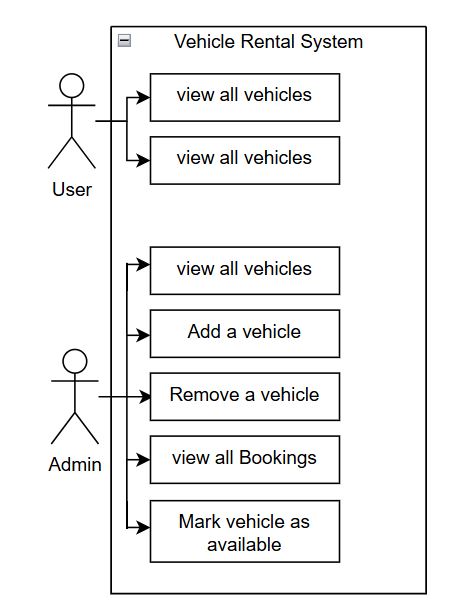 Vehicle Rental System
view all vehicles
view all vehicles
User
view all vehicles
Add a vehicle
Remove a vehicle
Admin
view all Bookings
Mark vehicle as
available